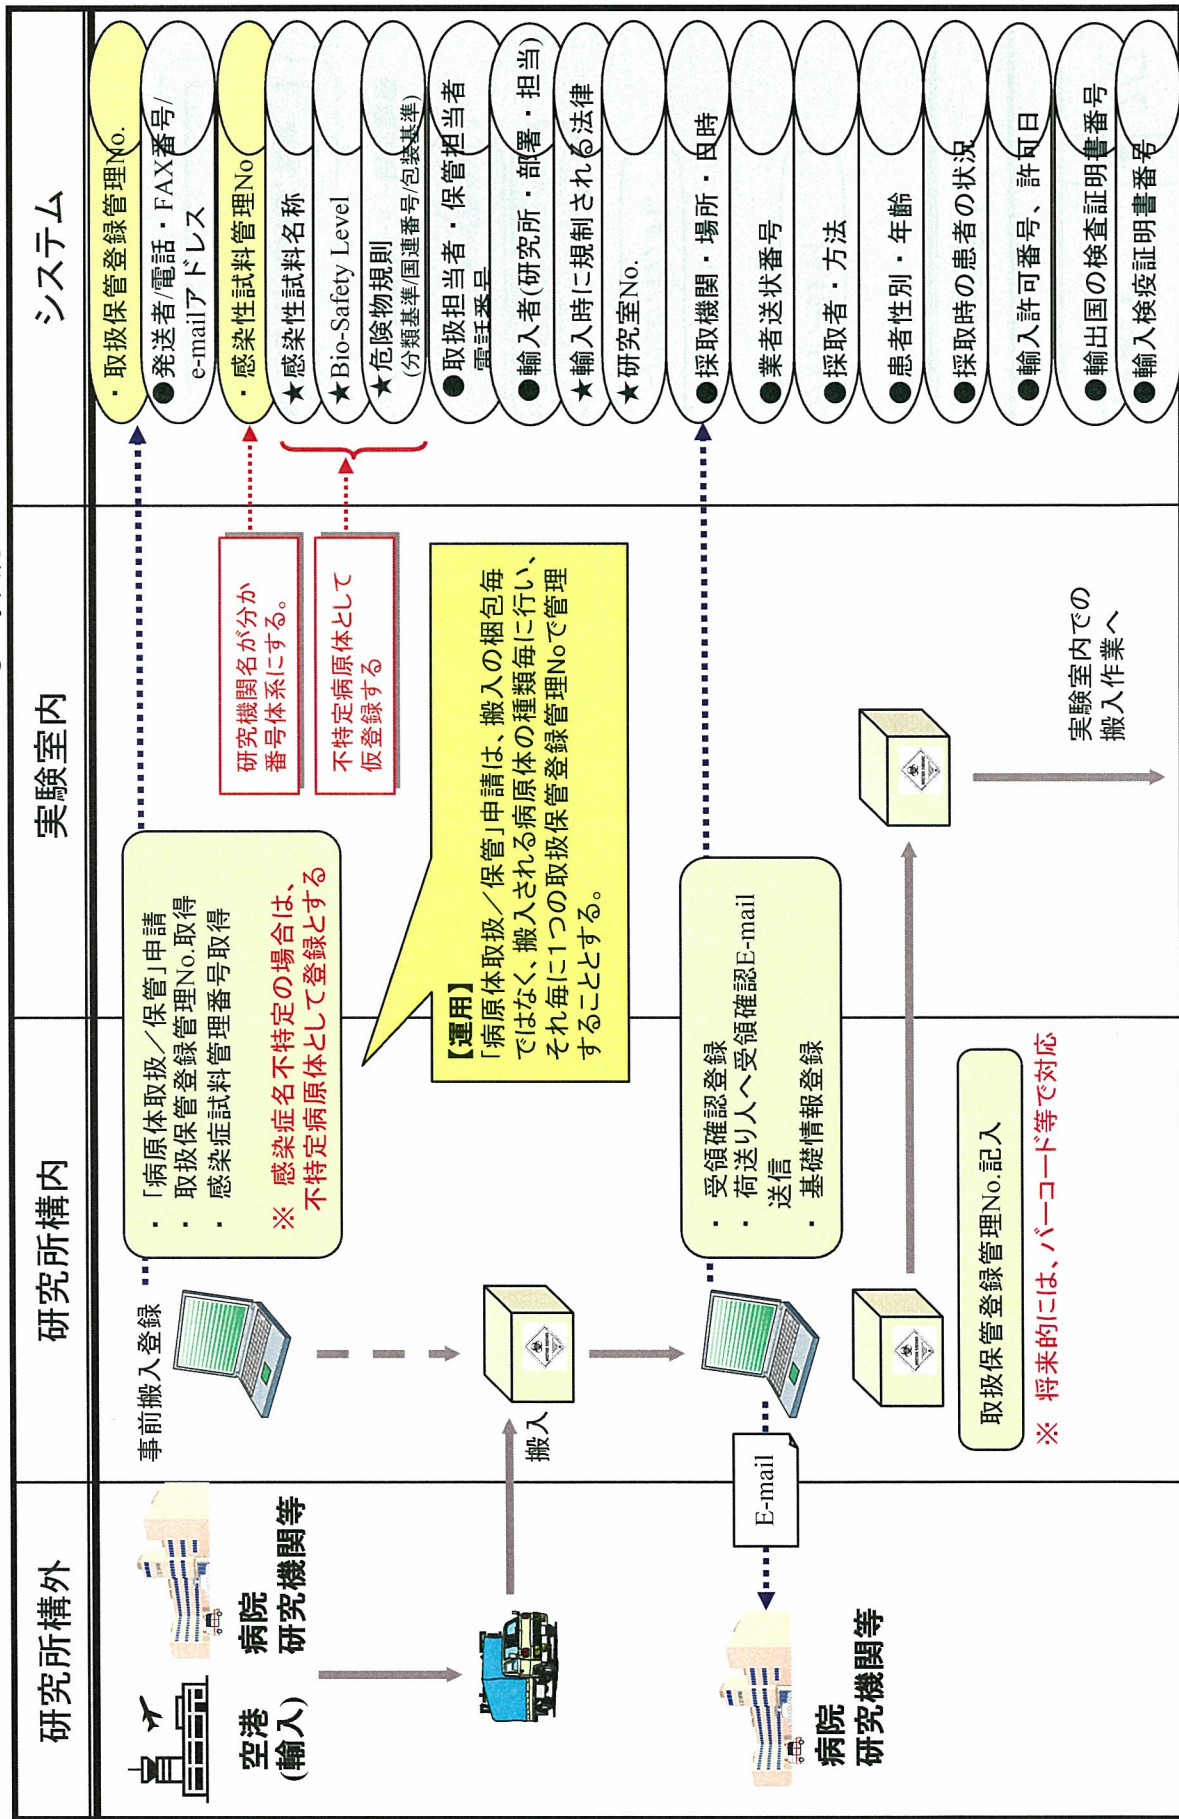 研究所構外
研究所構内
実験室内
システム
空港
(輸入)
病院
研究機関等
事前搬入登録
・「病原体取扱／保管」申請
・取扱保管登録管理No.取得
・感染症試料管理番号取得
※ 感染症名不特定の場合は、
不特定病原体として登録とする
研究機関名が分か
番号体系にする。
不特定病原体として
仮登録する
【運用】
「病原体取扱／保管」申請は、搬入の梱包毎
ではなく、搬入される病原体の種類毎に行い、
それ毎に1つの取扱保管登録管理Noで管理
することとする。
搬入
・受領確認登録
・荷送り人へ受領確認E-mail
送信
・基礎情報登録
E-mail
病院
研究機関等
取扱保管登録管理No.記入
※ 将来的には、バーコード等で対応
実験室内での
搬入作業へ
・取扱保管登録管理No.
●発送者/電話・FAX番号/
e-mailアドレス
・感染性試料管理No
★感染性試料名称
★Bio-Safety Level
★危険物規則
(分類基準/国連番号/包装基準)
●取扱担当者・保管担当者
電話番号
●輸入者(研究所・部署・担当)
★輸入時に規制される法律
★研究室No.
●採取機関・場所・日時
●業者送状番号
●採取者・方法
●患者性別・年齢
●採取時の患者の状況
●輸入許可番号、許可日
●輸出国の検査証明書番号
●輸入検疫証明書番号